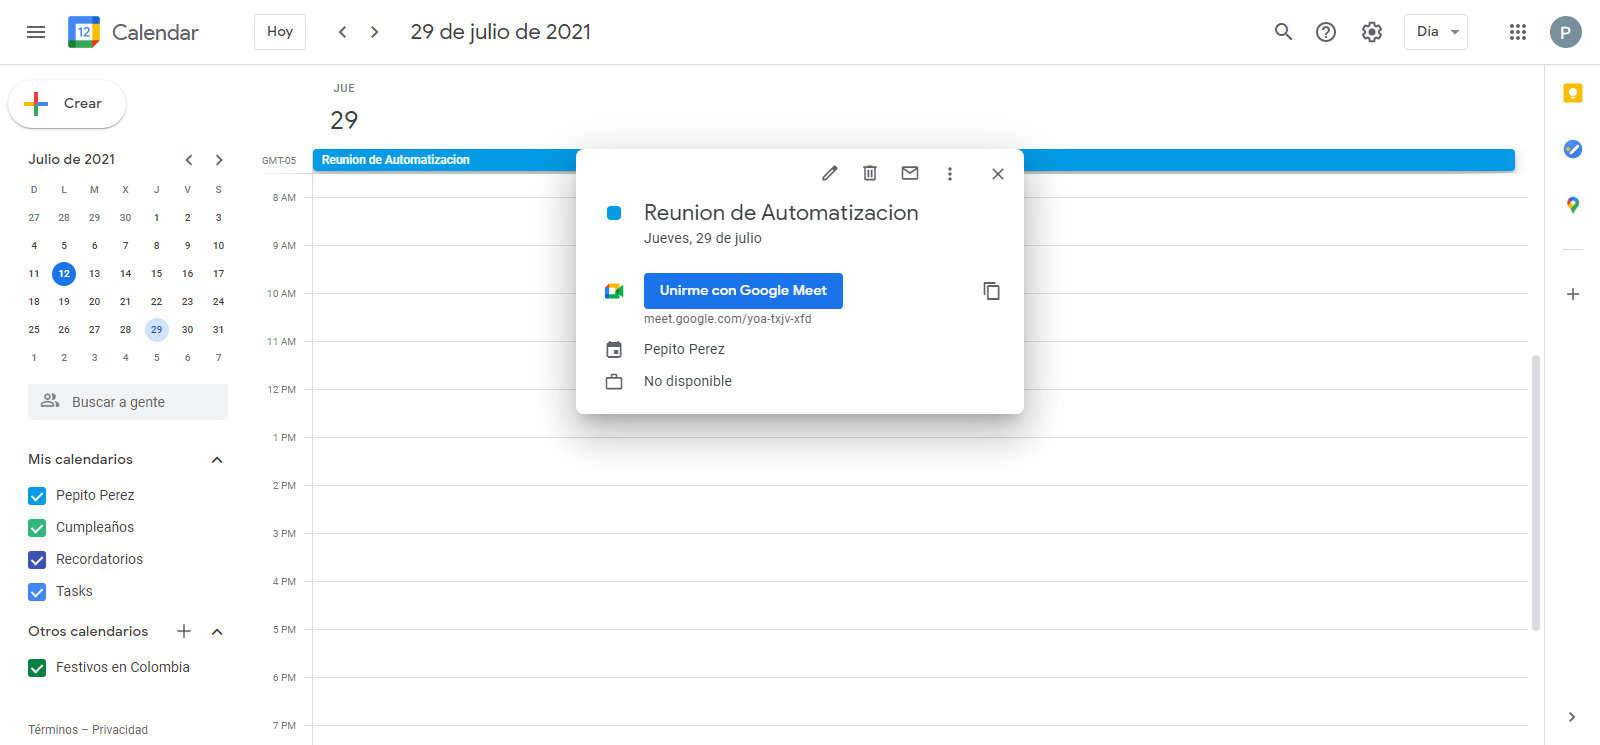 12 Calendar Hoy 29 de julio de 2021 Día P
Crear
JUE
29
GMT-05 Reunion de Automatizacion
Julio de 2021
D L M X J V S
27 28 29 30 1 2 3
4 5 6 7 8 9 10
11 12 13 14 15 16 17
18 19 20 21 22 23 24
25 26 27 28 29 30 31
1 2 3 4 5 6 7
Buscar a gente
Mis calendarios
Pepito Perez
Cumpleaños
Recordatorios
Tasks
Otros calendarios
Festivos en Colombia
Términos – Privacidad
8 AM
9 AM
10 AM
11 AM
12 PM
1 PM
2 PM
3 PM
4 PM
5 PM
6 PM
7 PM
Reunion de Automatizacion
Jueves, 29 de julio
Unirme con Google Meet
meet.google.com/yoa-txjv-xfd
Pepito Perez
No disponible